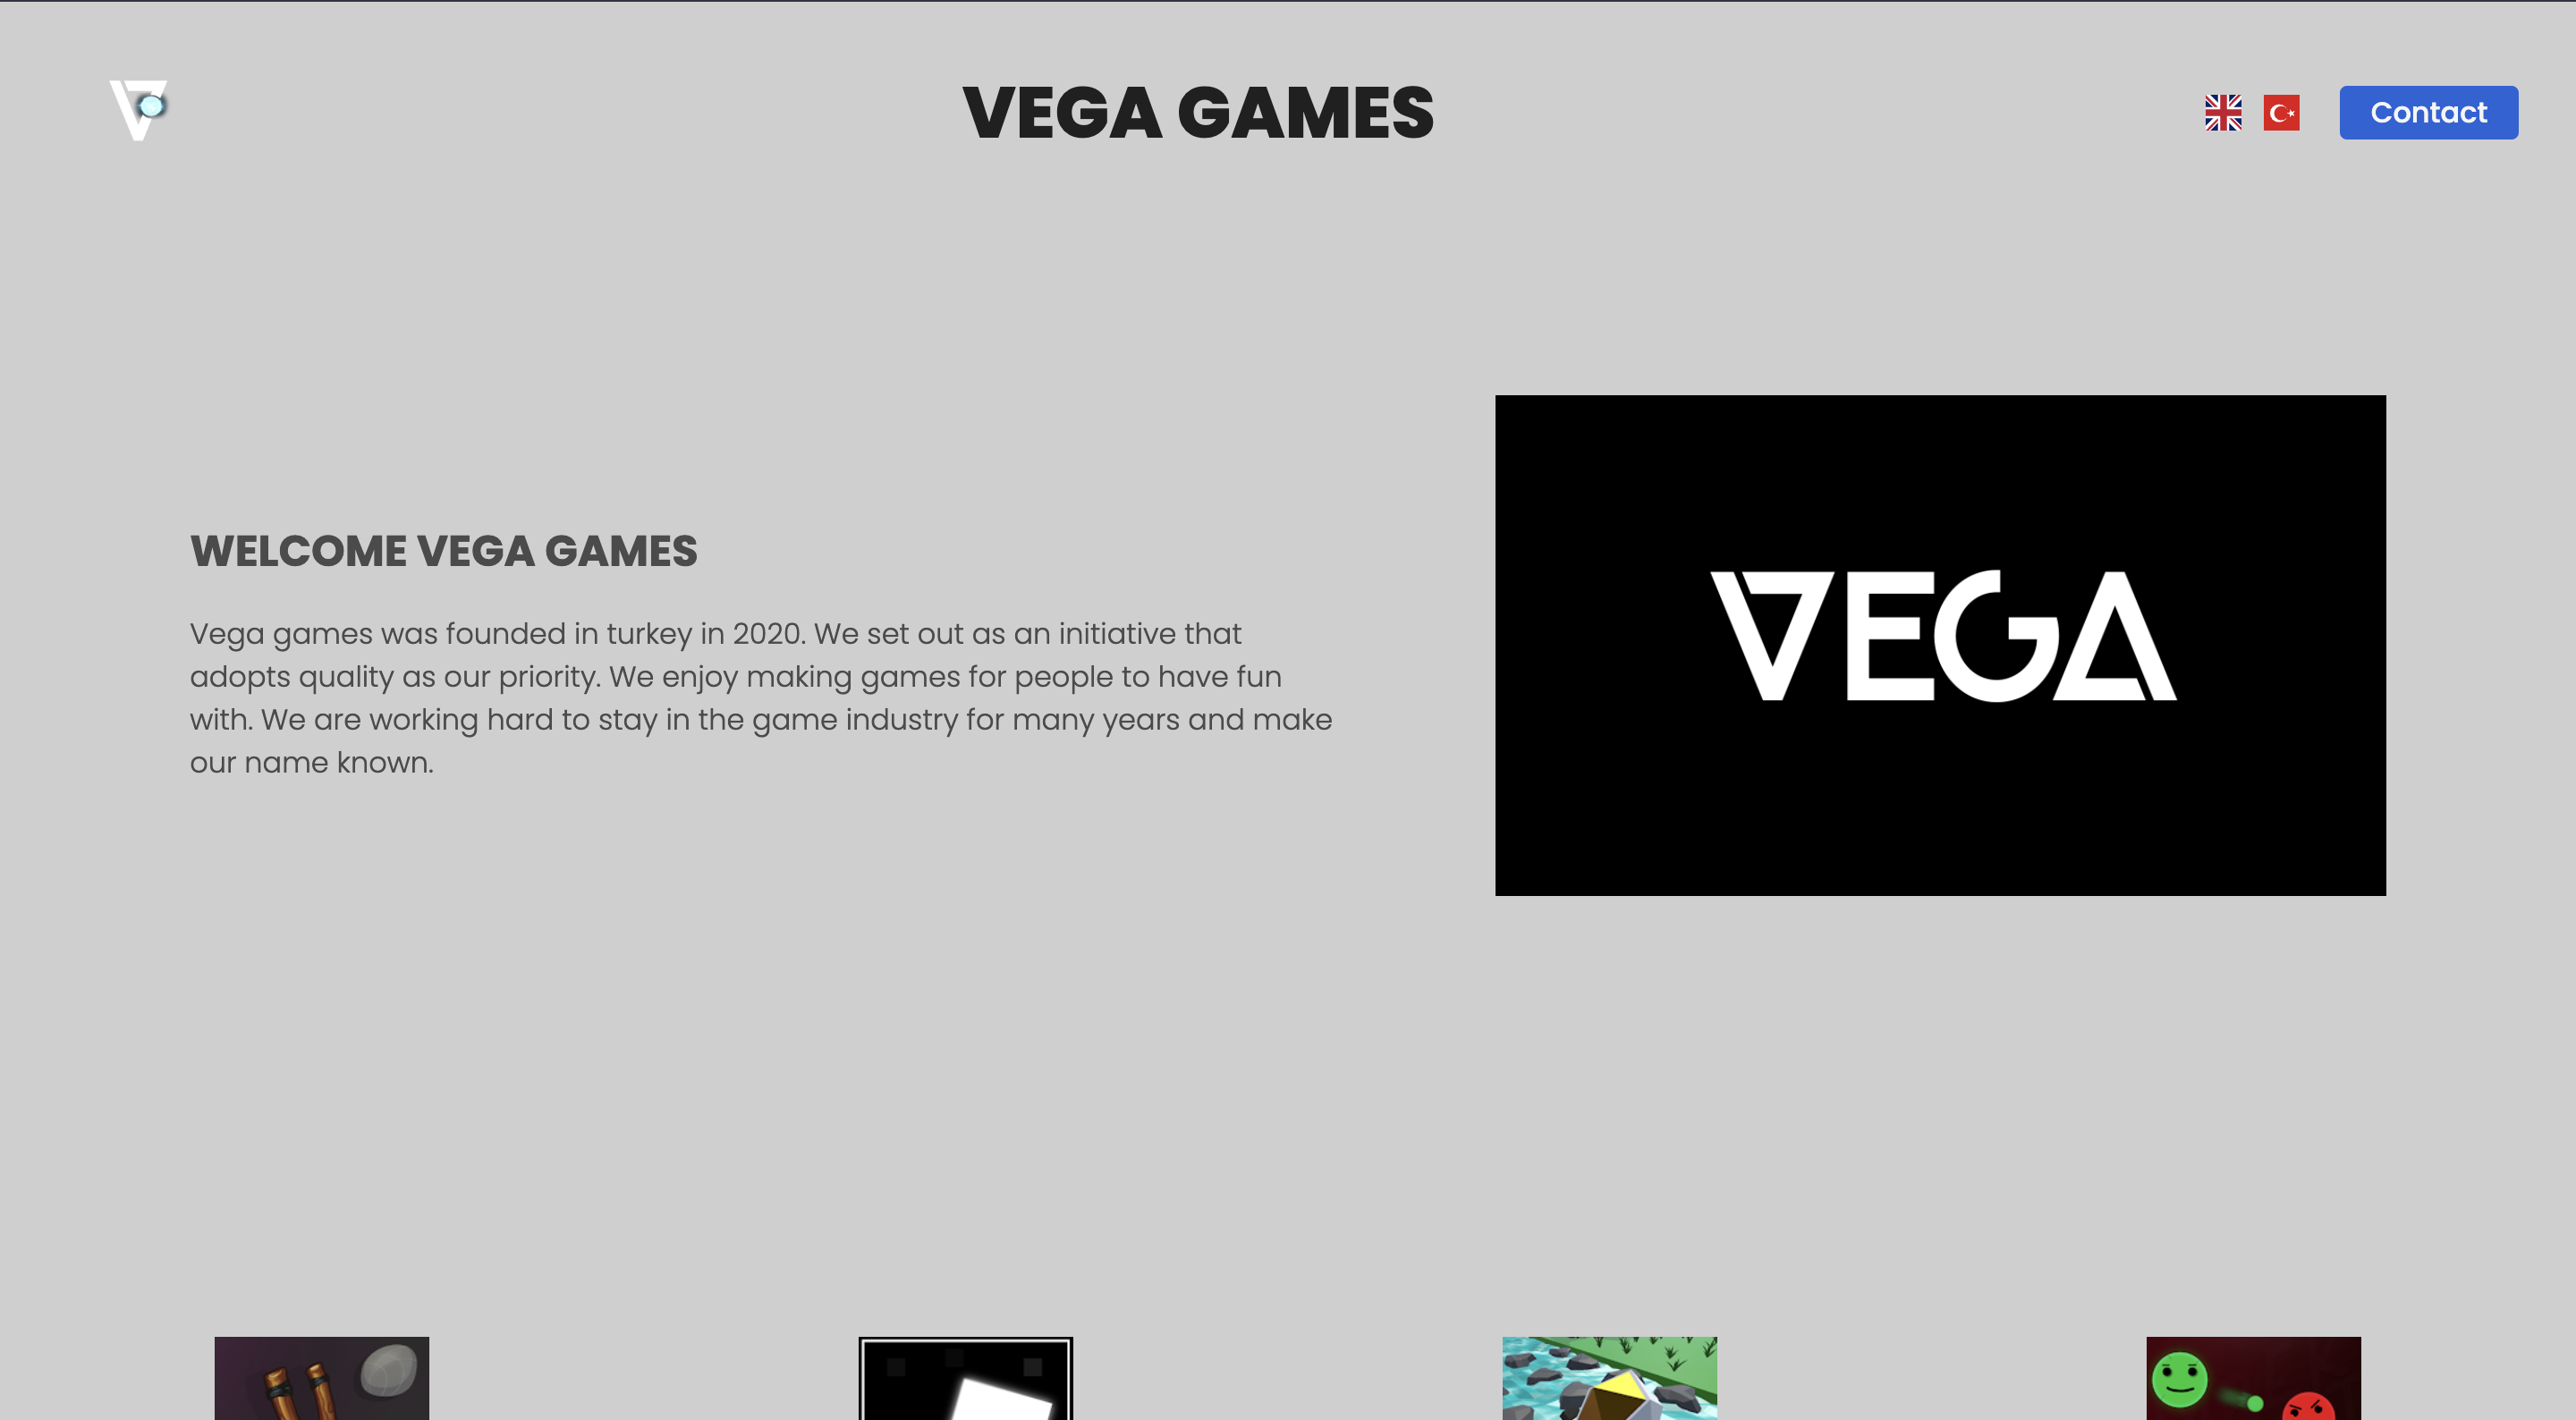 VEGA GAMES
Contact
WELCOME VEGA GAMES
Vega games was founded in turkey in 2020. We set out as an initiative that
adopts quality as our priority. We enjoy making games for people to have fun
with. We are working hard to stay in the game industry for many years and make
our name known.
VEGA